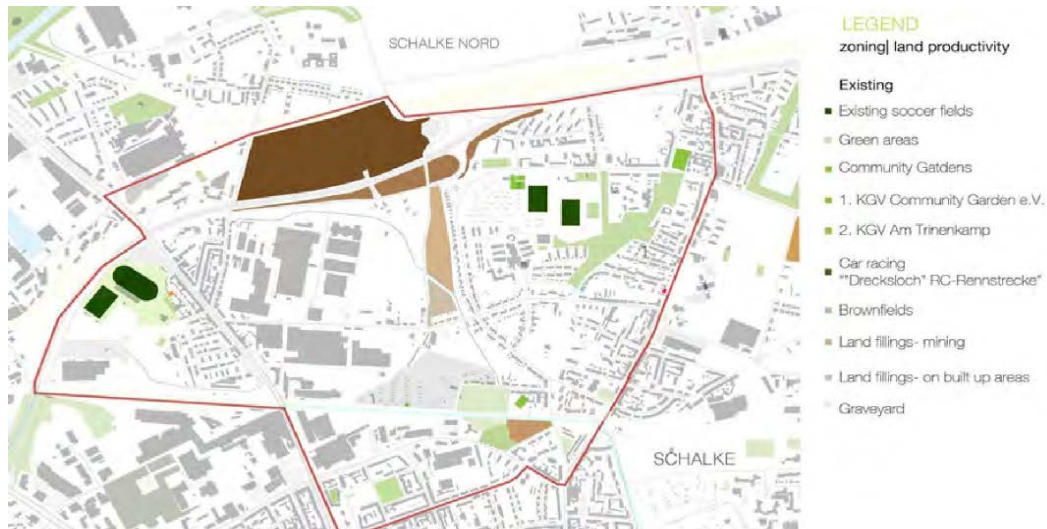 SCHALKE NORD
SČHALKE
LEGEND
zoning| land productivity
Existing
Existing soccer fields
Green areas
Community Gatdens
1. KGV Community Garden e.V.
2. KGV Am Trinenkamp
Car racing
""Drecksloch" RC-Rennstrecke"
Brownfields
Land fillings- mining
Land fillings- on built up areas
Graveyard